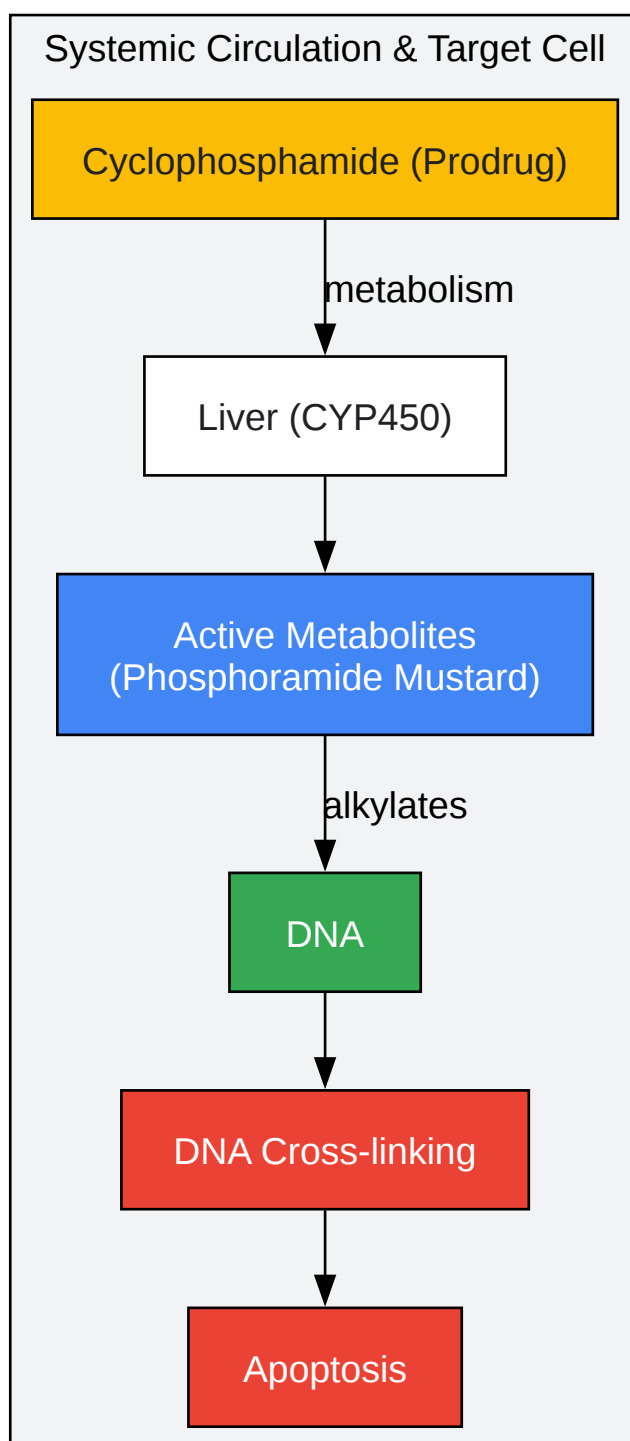 Systemic Circulation & Target Cell
Cyclophosphamide (Prodrug)
metabolism
Liver (CYP450)
Active Metabolites
(Phosphoramide Mustard)
alkylates
DNA
DNA Cross-linking
Apoptosis